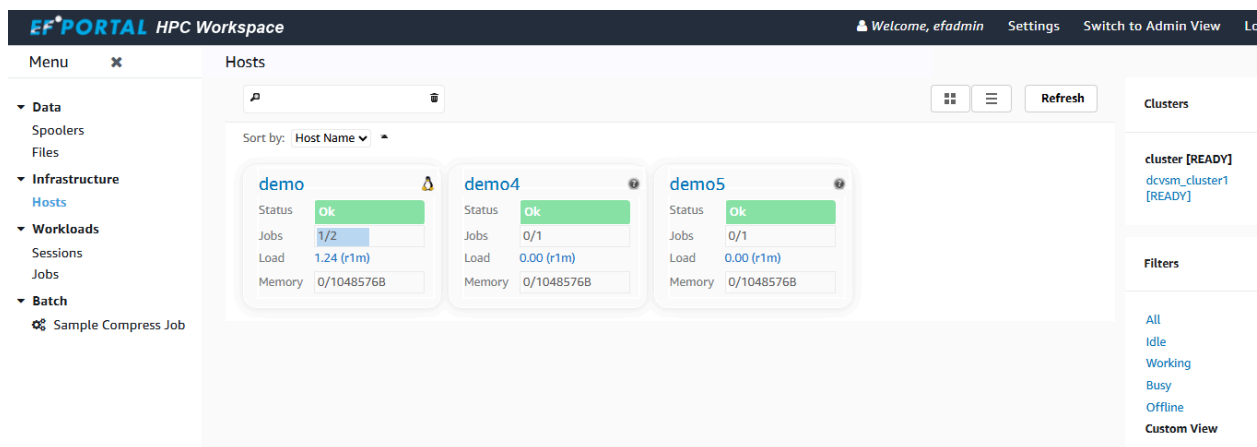 EF PORTAL HPC Workspace
Welcome, efadmin Settings Switch to Admin View Lo
Menu
Data
Spoolers
Files
Infrastructure
Hosts
Workloads
Sessions
Jobs
Batch
Sample Compress Job
Hosts
Refresh
Sort by: Host Name
demo
Status Ok
Jobs 1/2
Load 1.24 (r1m)
Memory 0/1048576B
demo4
Status Ok
Jobs 0/1
Load 0.00 (r1m)
Memory 0/1048576B
demo5
Status Ok
Jobs 0/1
Load 0.00 (r1m)
Memory 0/1048576B
Clusters
cluster [READY]
dcvsm_cluster1
[READY]
Filters
All
Idle
Working
Busy
Offline
Custom View